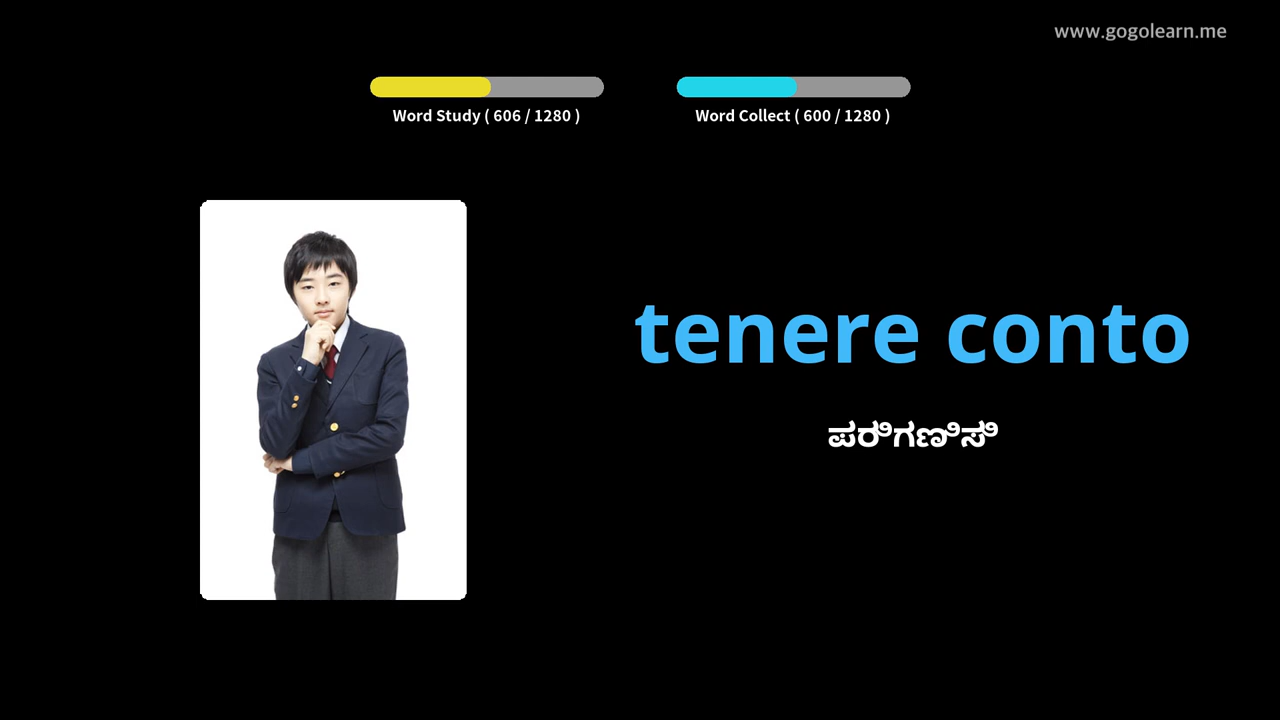 www.gogolearn.me
Word Study ( 606 / 1280 )
Word Collect ( 600 / 1280 )
tenere conto
ಪರಿಗಣಿಸಿ